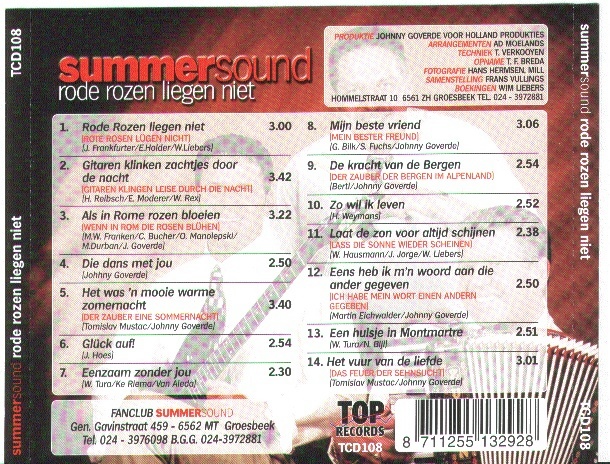 TCD108
summersound rode rozen liegen niet
summersound
rode rozen liegen niet
PRODUKTIE JOHNNY GOVERDE VOOR HOLLAND PRODUKTIES
ARRANGEMENTEN AD MOELANDS
TECHNIEK T. VERKOOYEN
OPNAME T. F. BREDA
FOTOGRAFIE HANS HERMSEN. MILL
SAMENSTELLING FRANS VULLINGS
BOEKINGEN WIM LIEBERS
HOMMELSTRAAT 10 6561 ZH GROESBEEK TEL. 024 - 3972881
1. Rode Rozen liegen niet 3.00
[ROTE ROSEN LÜGEN NICHT]
(J. Frankfurter/E.Holder/W.Liebers)
2. Gitaren klinken zachtjes door
de nacht 3.42
[GITAREN KLINGEN LEISE DURCH DIE NACHT]
(H. Relbsch/E. Moderer/W. Rex)
3. Als in Rome rozen bloeien 3.22
[WENN IN ROM DIE ROSEN BLÜHEN]
(M.W. Franken/C. Bucher/O. Manolepski/
M.Durban/J. Goverde)
4. Die dans met jou 2.50
(Johnny Goverde)
5. Het was 'n mooie warme
zomernacht 3.40
[DER ZAUBER EINE SOMMERNACHT]
(Tomislav Mustac/Johnny Goverde)
6. Glück auf! 2.54
(J. Hoes)
7. Eenzaam zonder jou 2.30
(W. Tura/Ke Riema/Van Aleda)
8. Mijn beste vriend 3.06
[MEIN BESTER FREUND]
(G. Bilk/S. Fuchs/Johnny Goverde)
9. De kracht van de Bergen 2.54
[DER ZAUBER DER BERGEN IM ALPENLAND]
(Bertl/Johnny Goverde)
10. Zo wil ik leven 2.52
(H. Weymans)
11. Laat de zon voor altijd schijnen 2.38
[LASS DIE SONNE WIEDER SCHEINEN]
(W. Hausmann/J. Jorge/W. Liebers)
12. Eens heb ik m'n woord aan die
ander gegeven 2.50
[ICH HABE MEIN WORT EINEN ANDERN
GEGEBEN]
(Martin Eichwalder/Johnny Goverde)
13. Een huisje in Montmartre 2.51
(W. Tura/N. Bijl)
14. Het vuur van de liefde 3.01
[DAS FEUER DER SEHNSUCHT]
(Tomislav Mustac/Johnny Goverde)
FANCLUB SUMMERSOUND
Gen. Gavinstraat 459 - 6562 MT Groesbeek
Tel. 024 - 3976098 B.G.G. 024-3972881
TOP
RECORDS
TCD108
8 711255 132928
summersound rode rozen liegen niet
TCD108